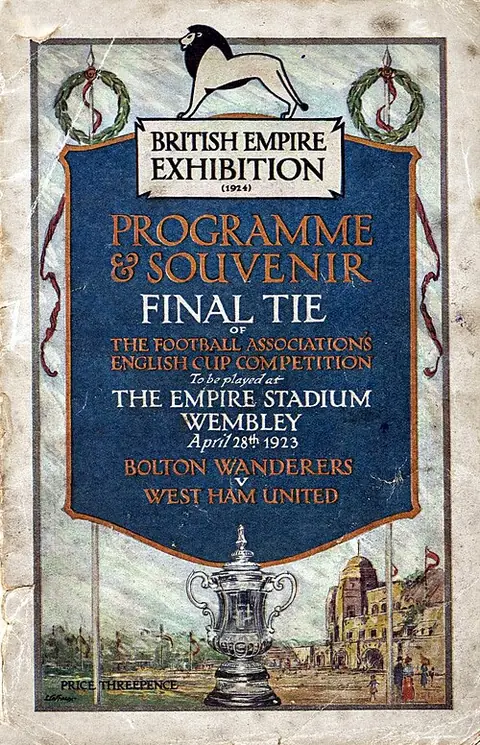 BRITISH EMPIRE
EXHIBITION
(1924)
PROGRAMME
& SOUVENIR
FINAL TIE
OF
THE FOOTBALL ASSOCIATION'S
ENGLISH CUP COMPETITION
To be played at
THE EMPIRE STADIUM
WEMBLEY
April 28th 1923
BOLTON WANDERERS
V
WEST HAM UNITED
PRICE THREEPENCE